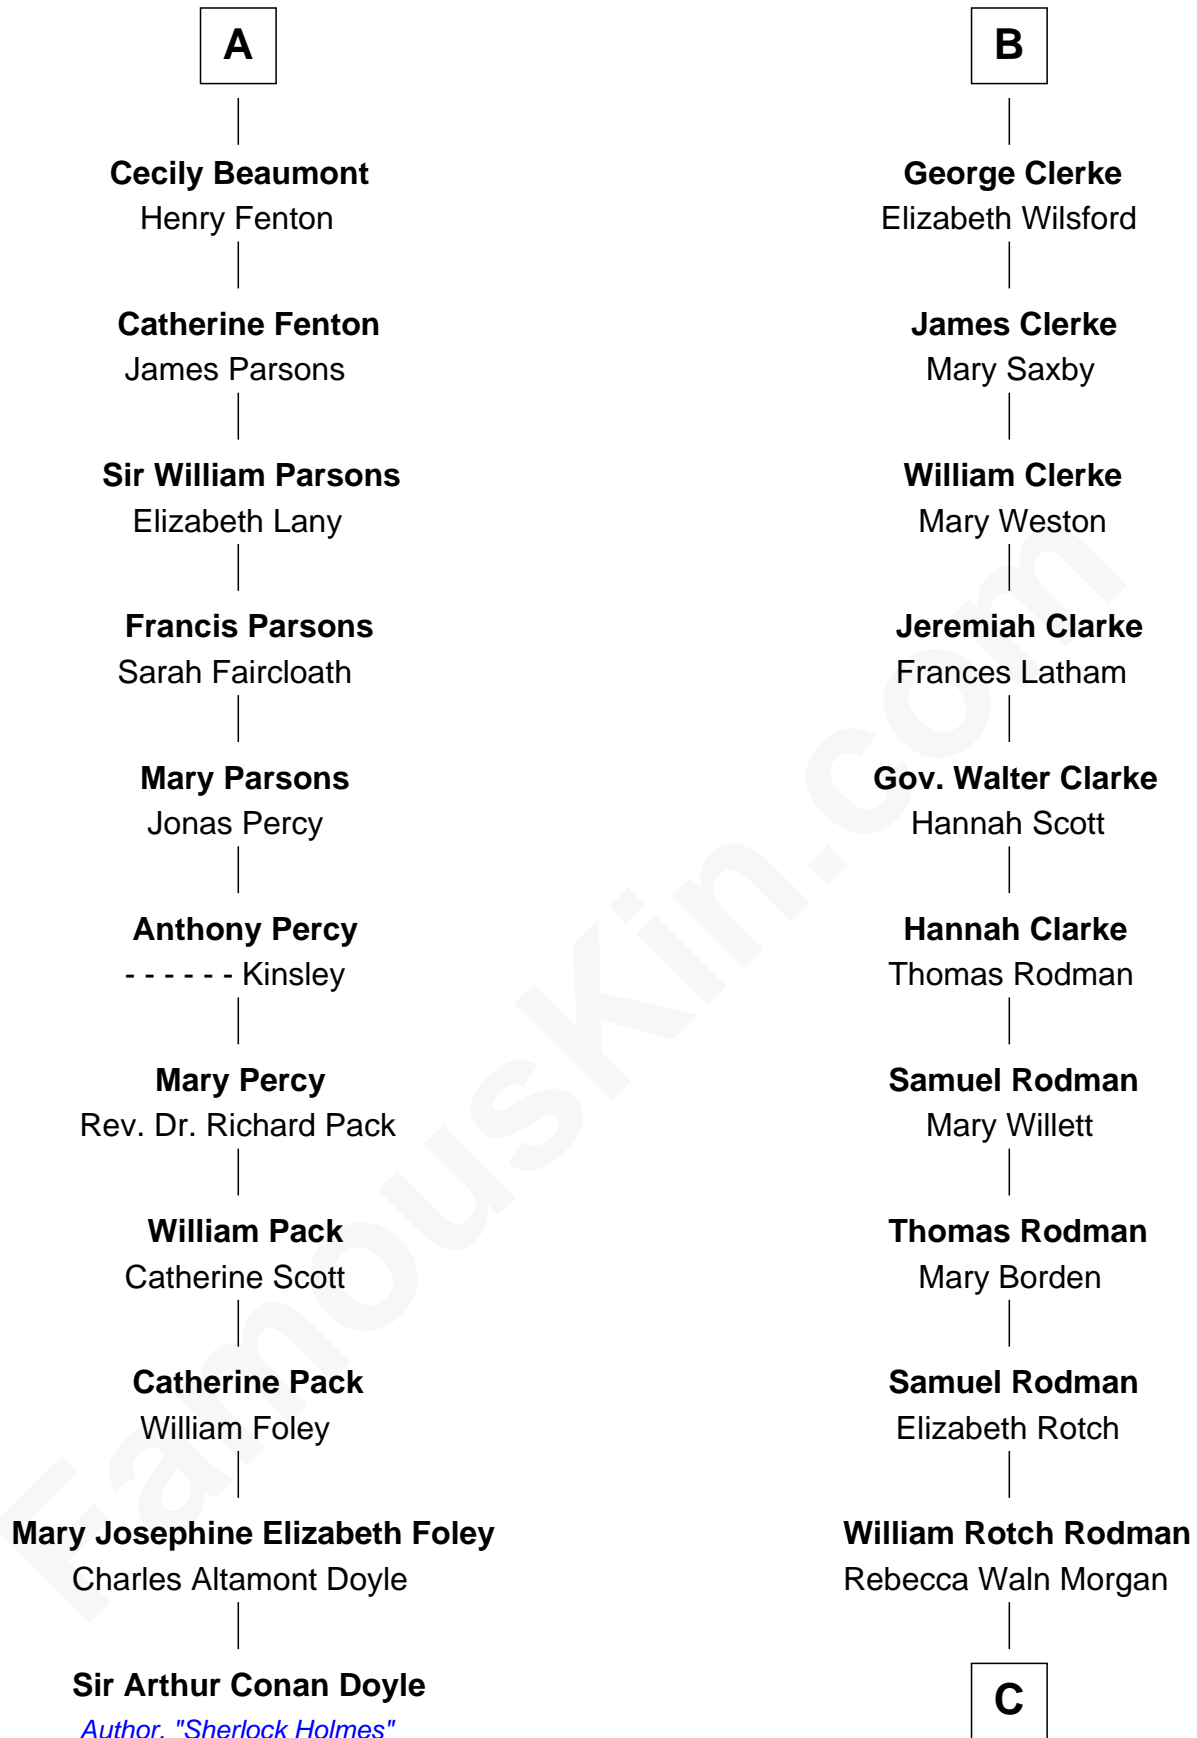 A
Cecily Beaumont
Henry Fenton
Catherine Fenton
James Parsons
Sir William Parsons
Elizabeth Lany
Francis Parsons
Sarah Faircloath
Mary Parsons
Jonas Percy
Anthony Percy
- - - - - - Kinsley
Mary Percy
Rev. Dr. Richard Pack
William Pack
Catherine Scott
Catherine Pack
William Foley
Mary Josephine Elizabeth Foley
Charles Altamont Doyle
Sir Arthur Conan Doyle
Author, "Sherlock Holmes"
B
George Clerke
Elizabeth Wilsford
James Clerke
Mary Saxby
William Clerke
Mary Weston
Jeremiah Clarke
Frances Latham
Gov. Walter Clarke
Hannah Scott
Hannah Clarke
Thomas Rodman
Samuel Rodman
Mary Willett
Thomas Rodman
Mary Borden
Samuel Rodman
Elizabeth Rotch
William Rotch Rodman
Rebecca Waln Morgan
C
FamousKin.com